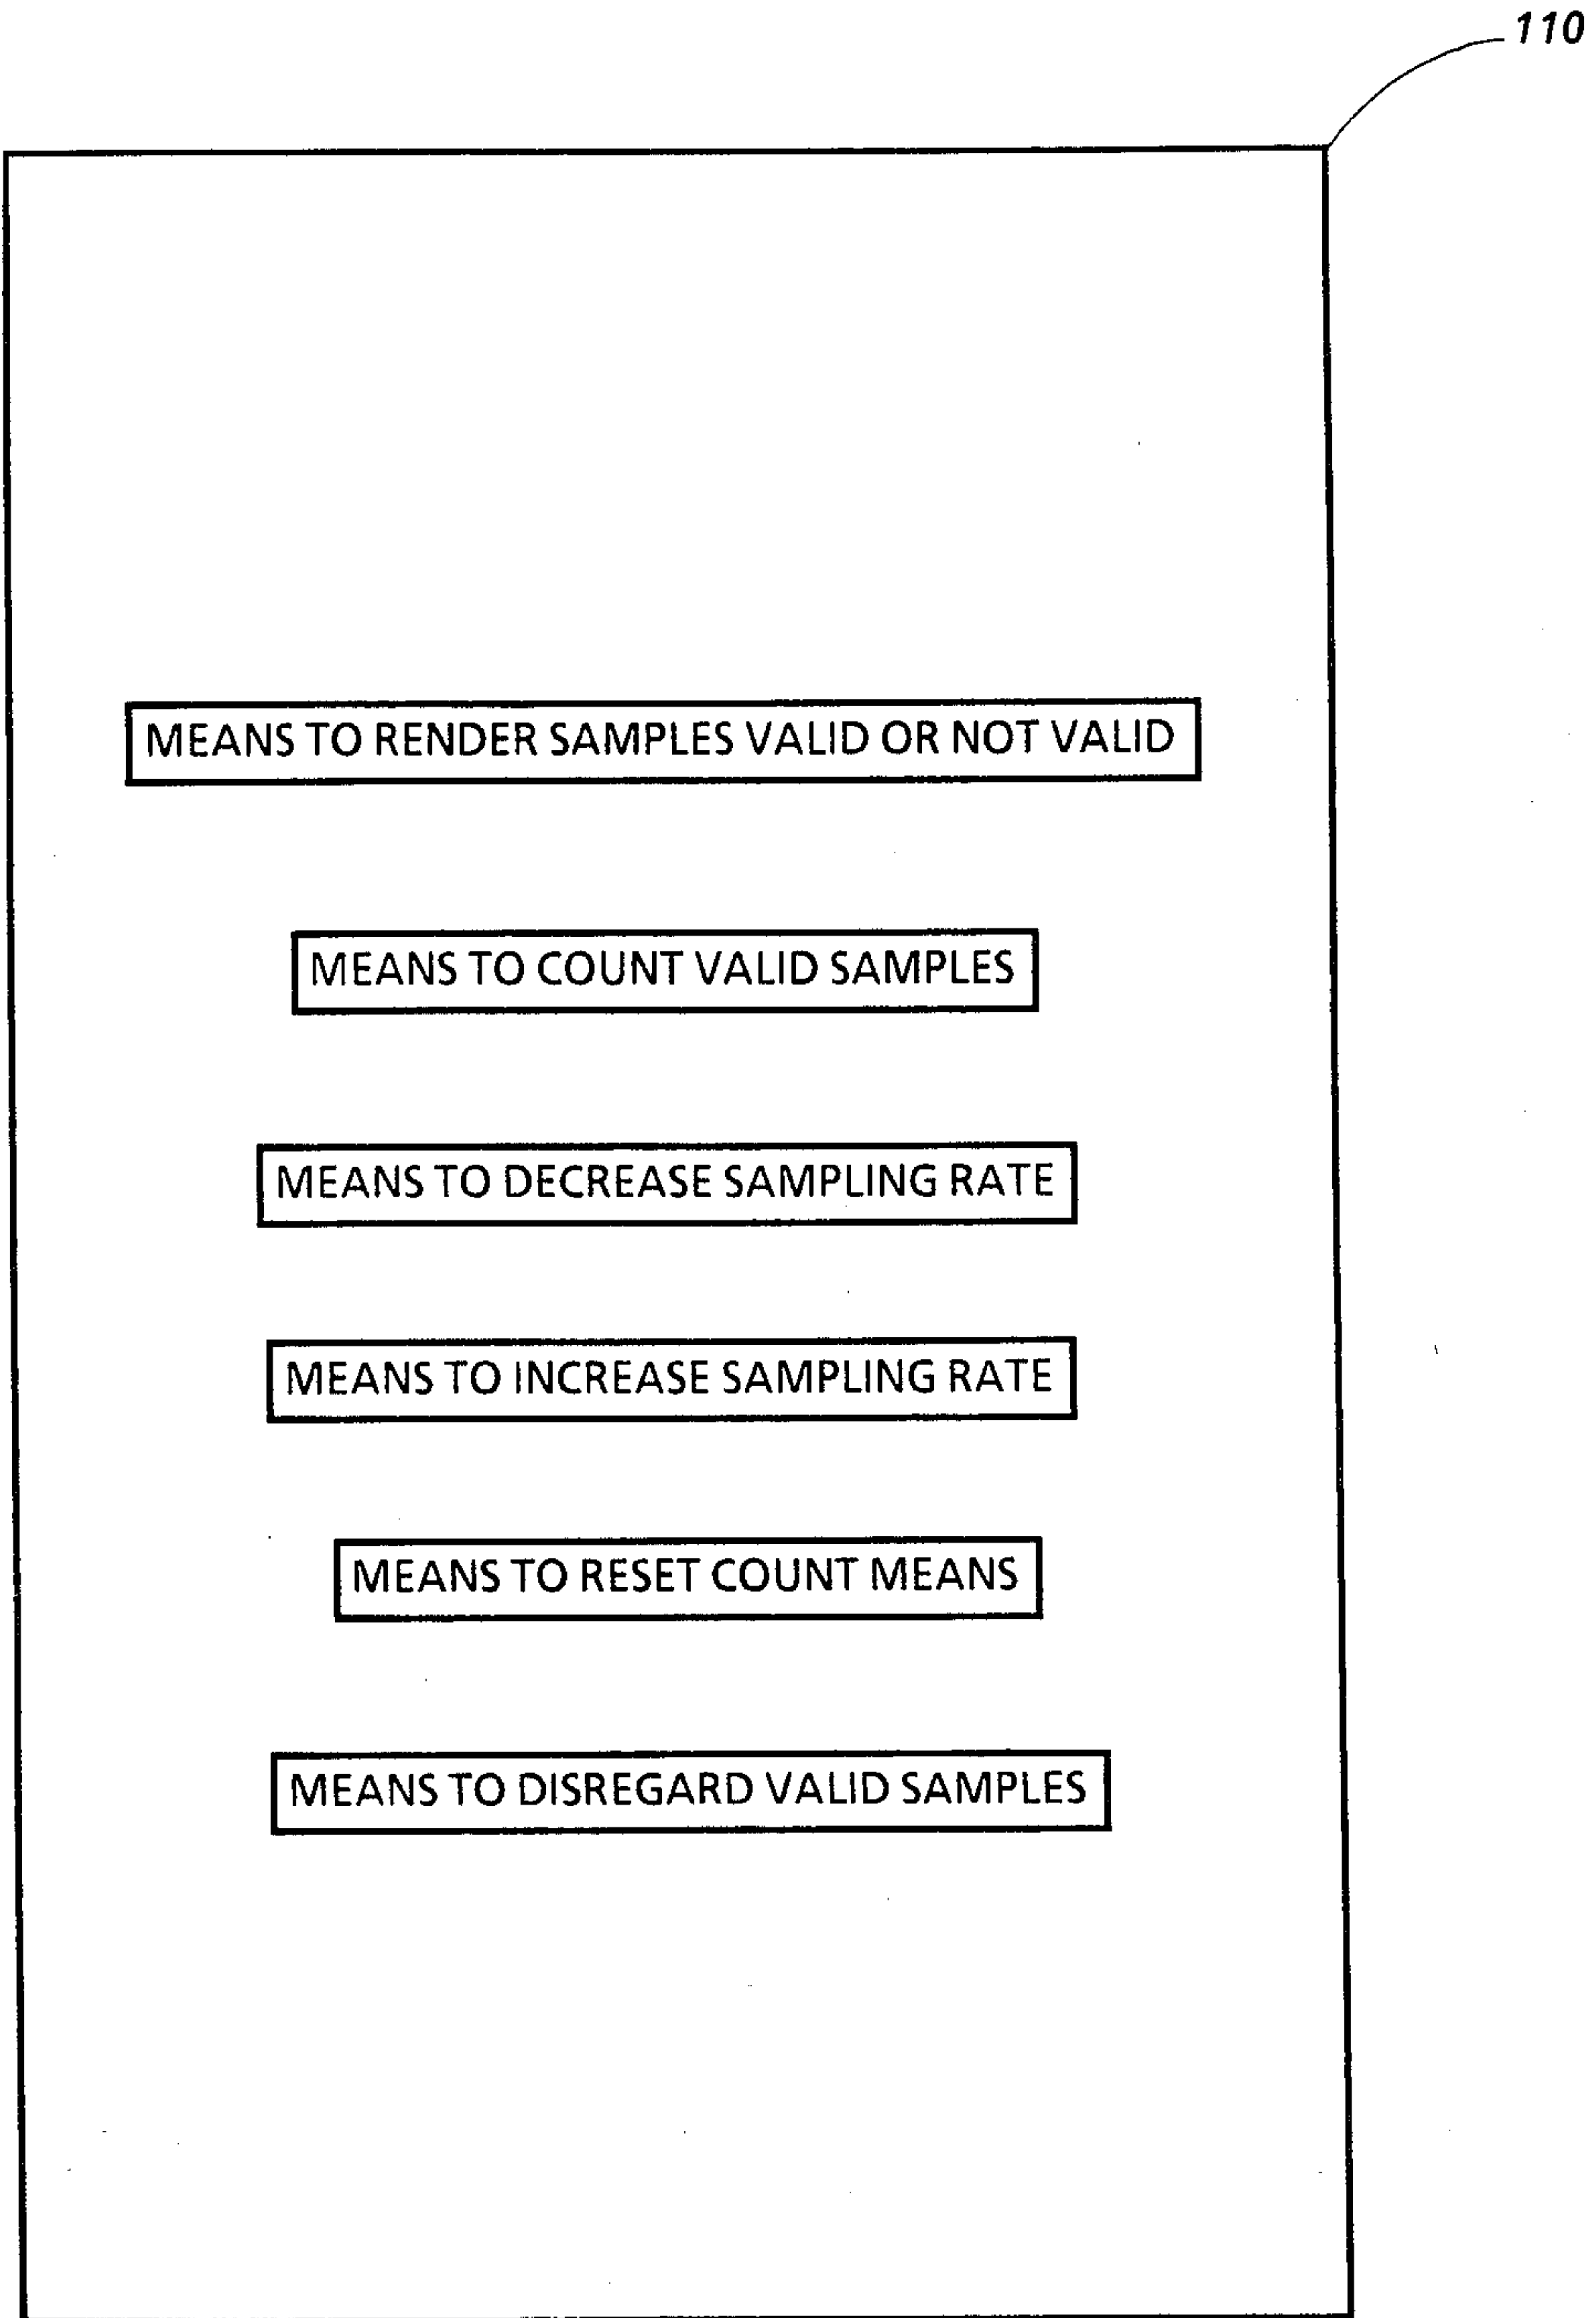 110
MEANS TO RENDER SAMPLES VALID OR NOT VALID
MEANS TO COUNT VALID SAMPLES
MEANS TO DECREASE SAMPLING RATE
MEANS TO INCREASE SAMPLING RATE
MEANS TO RESET COUNT MEANS
MEANS TO DISREGARD VALID SAMPLES